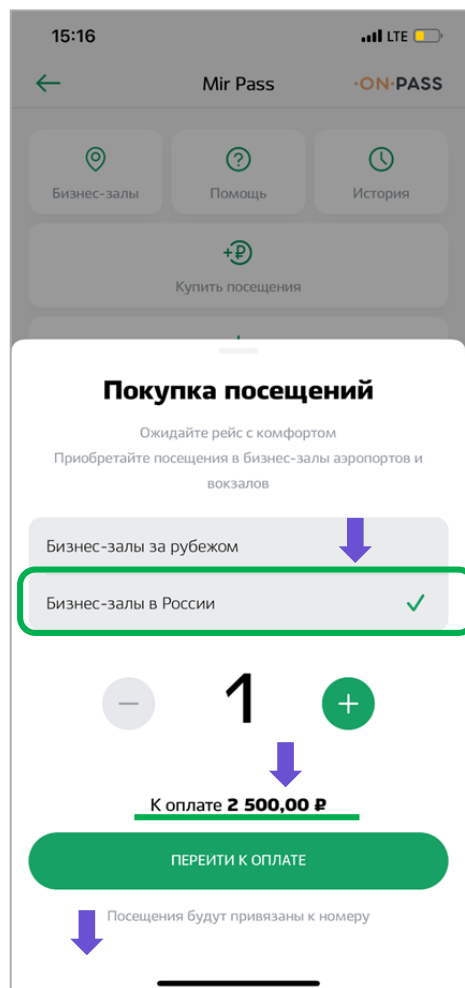 15:16
LTE
Mir Pass
·ON·PASS
Бизнес-залы
Помощь
История
Купить посещения
Покупка посещений
Ожидайте рейс с комфортом
Приобретайте посещения в бизнес-залы аэропортов и
вокзалов
Бизнес-залы за рубежом
Бизнес-залы в России
1
К оплате 2 500,00 ₽
ПЕРЕЙТИ К ОПЛАТЕ
Посещения будут привязаны к номеру